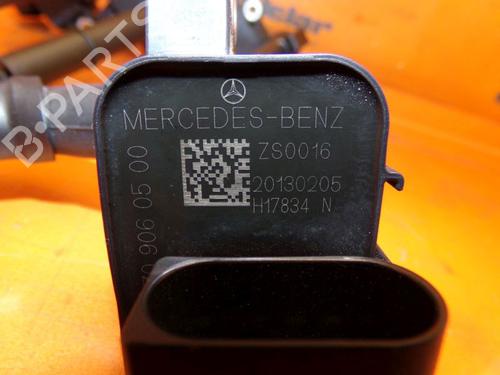 MERCEDES-BENZ
ZS0016
20130205
H17834 N
906 05 00
B-PARTS